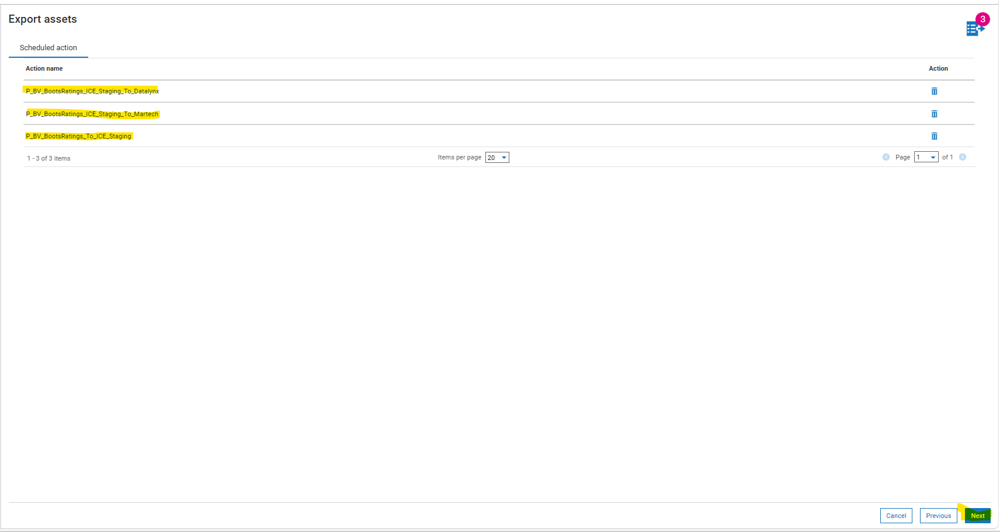 Export assets
3
Scheduled action
Action name Action
P_BV_BootsRatings_ICE_Staging_To_Datalynx
P_BV_BootsRatings_ICE_Staging_To_Martech
P_BV_BootsRatings_To_ICE_Staging
1 - 3 of 3 items Items per page 20 Page 1 of 1
Cancel Previous Next